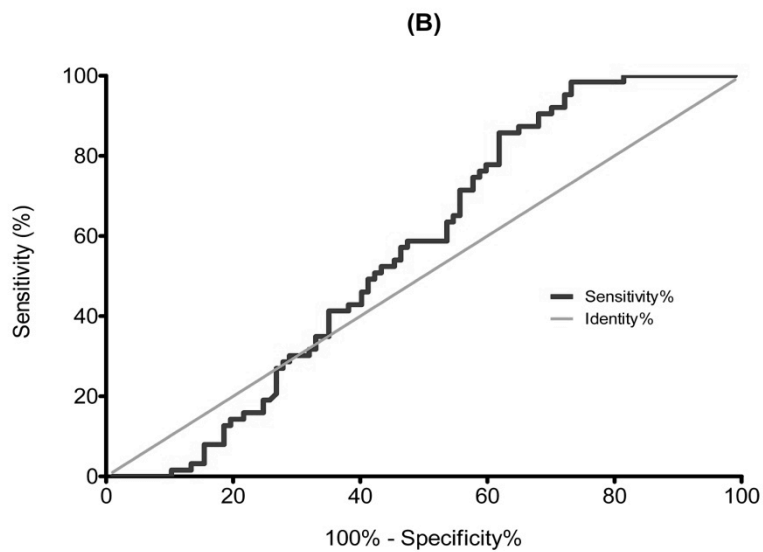 (B)
100
80
60
40
20
0
Sensitivity (%)
Sensitivity%
Identity%
0 20 40 60 80 100
100% - Specificity%